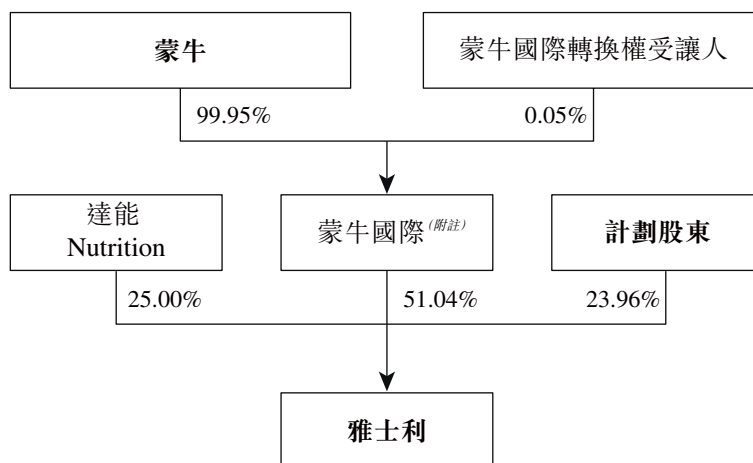 蒙牛
蒙牛國際轉換權受讓人
99.95%
0.05%
達能
Nutrition
蒙牛國際(附註)
計劃股東
25.00%
51.04%
23.96%
雅士利